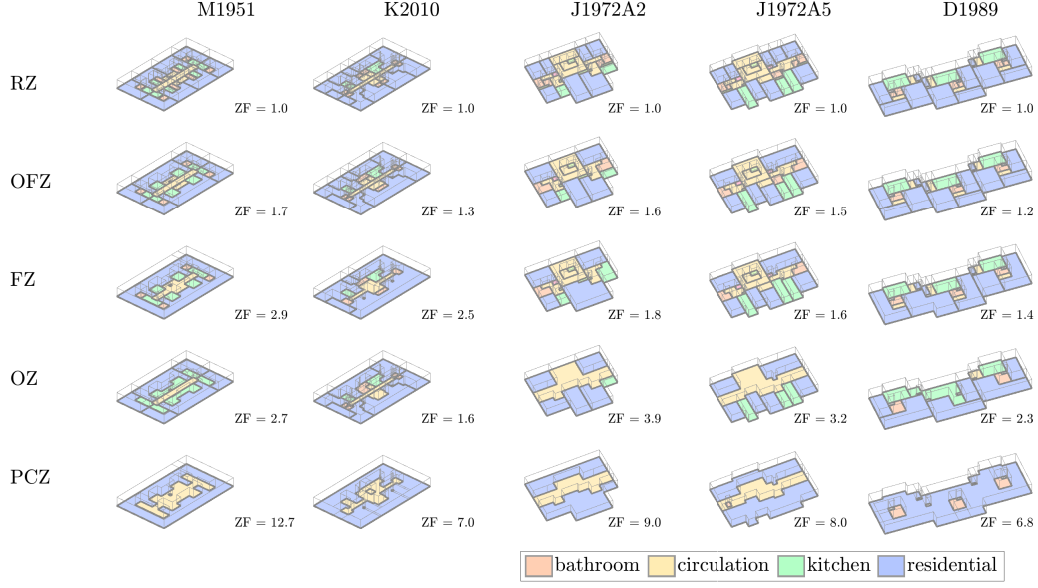 M1951 K2010 J1972A2 J1972A5 D1989
RZ
ZF = 1.0 ZF = 1.0 ZF = 1.0 ZF = 1.0 ZF = 1.0
OFZ
ZF = 1.7 ZF = 1.3 ZF = 1.6 ZF = 1.5 ZF = 1.2
FZ
ZF = 2.9 ZF = 2.5 ZF = 1.8 ZF = 1.6 ZF = 1.4
OZ
ZF = 2.7 ZF = 1.6 ZF = 3.9 ZF = 3.2 ZF = 2.3
PCZ
ZF = 12.7 ZF = 7.0 ZF = 9.0 ZF = 8.0 ZF = 6.8
bathroom circulation kitchen residential